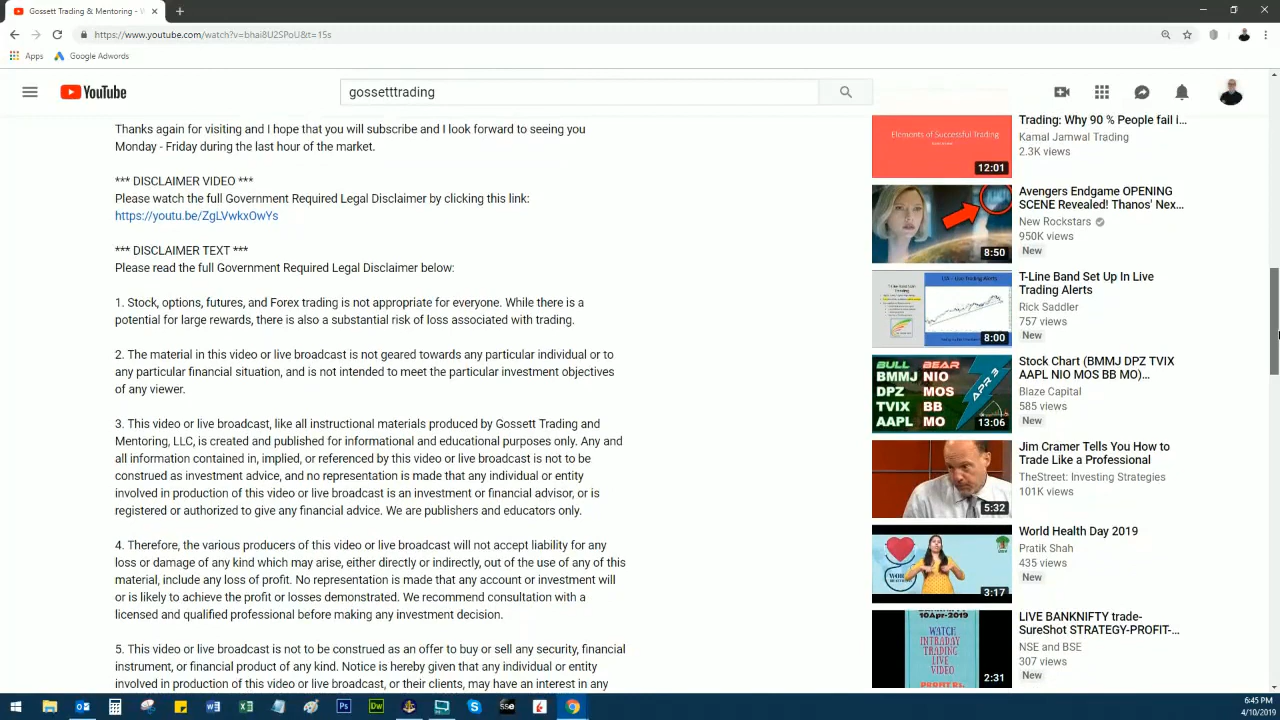 Gossett Trading & Mentoring -
https://www.youtube.com/watch?v=bhai8U2SPoU&t=15s
Apps
Google Adwords
YouTube
gossetttrading
Thanks again for visiting and I hope that you will subscribe and I look forward to seeing you
Monday - Friday during the last hour of the market.
*** DISCLAIMER VIDEO ***
Please watch the full Government Required Legal Disclaimer by clicking this link:
https://youtu.be/ZgLVwkxOwYs
*** DISCLAIMER TEXT ***
Please read the full Government Required Legal Disclaimer below:
1. Stock, option, futures, and Forex trading is not appropriate for everyone. While there is a
potential for large rewards, there is also a substantial risk of loss associated with trading.
2. The material in this video or live broadcast is not geared towards any particular individual or to
any particular financial situation, and is not intended to meet the particular investment objectives
of any viewer.
3. This video or live broadcast, like all instructional materials produced by Gossett Trading and
Mentoring, LLC, is created and published for informational and educational purposes only. Any and
all information contained in, implied, or referenced by this video or live broadcast is not to be
construed as investment advice, and no representation is made that any individual or entity
involved in production of this video or live broadcast is an investment or financial advisor, or is
registered or authorized to give any financial advice. We are publishers and educators only.
4. Therefore, the various producers of this video or live broadcast will not accept liability for any
loss or damage of any kind which may arise, either directly or indirectly, out of the use of any of this
material, include any loss of profit. No representation is made that any account or investment will
or is likely to achieve the profit or losses demonstrated. We recommend consultation with a
licensed and qualified professional before making any investment decision.
5. This video or live broadcast is not to be construed as an offer to buy or sell any security, financial
instrument, or financial product of any kind. Notice is hereby given that any individual or entity
involved in production of this video or live broadcast, or their clients, may have an interest in any
Elements of Successful Trading
12:01
Trading: Why 90 % People fail i...
Kamal Jamwal Trading
2.3K views
8:50
Avengers Endgame OPENING
SCENE Revealed! Thanos' Nex...
New Rockstars
950K views
New
8:00
T-Line Band Set Up In Live
Trading Alerts
Rick Saddler
757 views
New
BULL BEAR
BMMJ NIO
DPZ MOS
TVIX BB
AAPL MO
APR 3
13:06
Stock Chart (BMMJ DPZ TVIX
AAPL NIO MOS BB MO)...
Blaze Capital
585 views
New
5:32
Jim Cramer Tells You How to
Trade Like a Professional
TheStreet: Investing Strategies
101K views
3:17
World Health Day 2019
Pratik Shah
435 views
New
10Apr-2019
WATCH
INTRADAY
TRADING
LIVE
VIDEO
2:31
LIVE BANKNIFTY trade-
SureShot STRATEGY-PROFIT-...
NSE and BSE
307 views
New
6:45 PM
4/10/2019